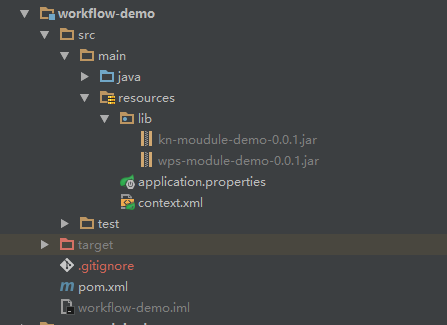 workflow-demo
src
main
java
resources
lib
kn-moudule-demo-0.0.1.jar
wps-module-demo-0.0.1.jar
application.properties
context.xml
test
target
.gitignore
pom.xml
workflow-demo.iml